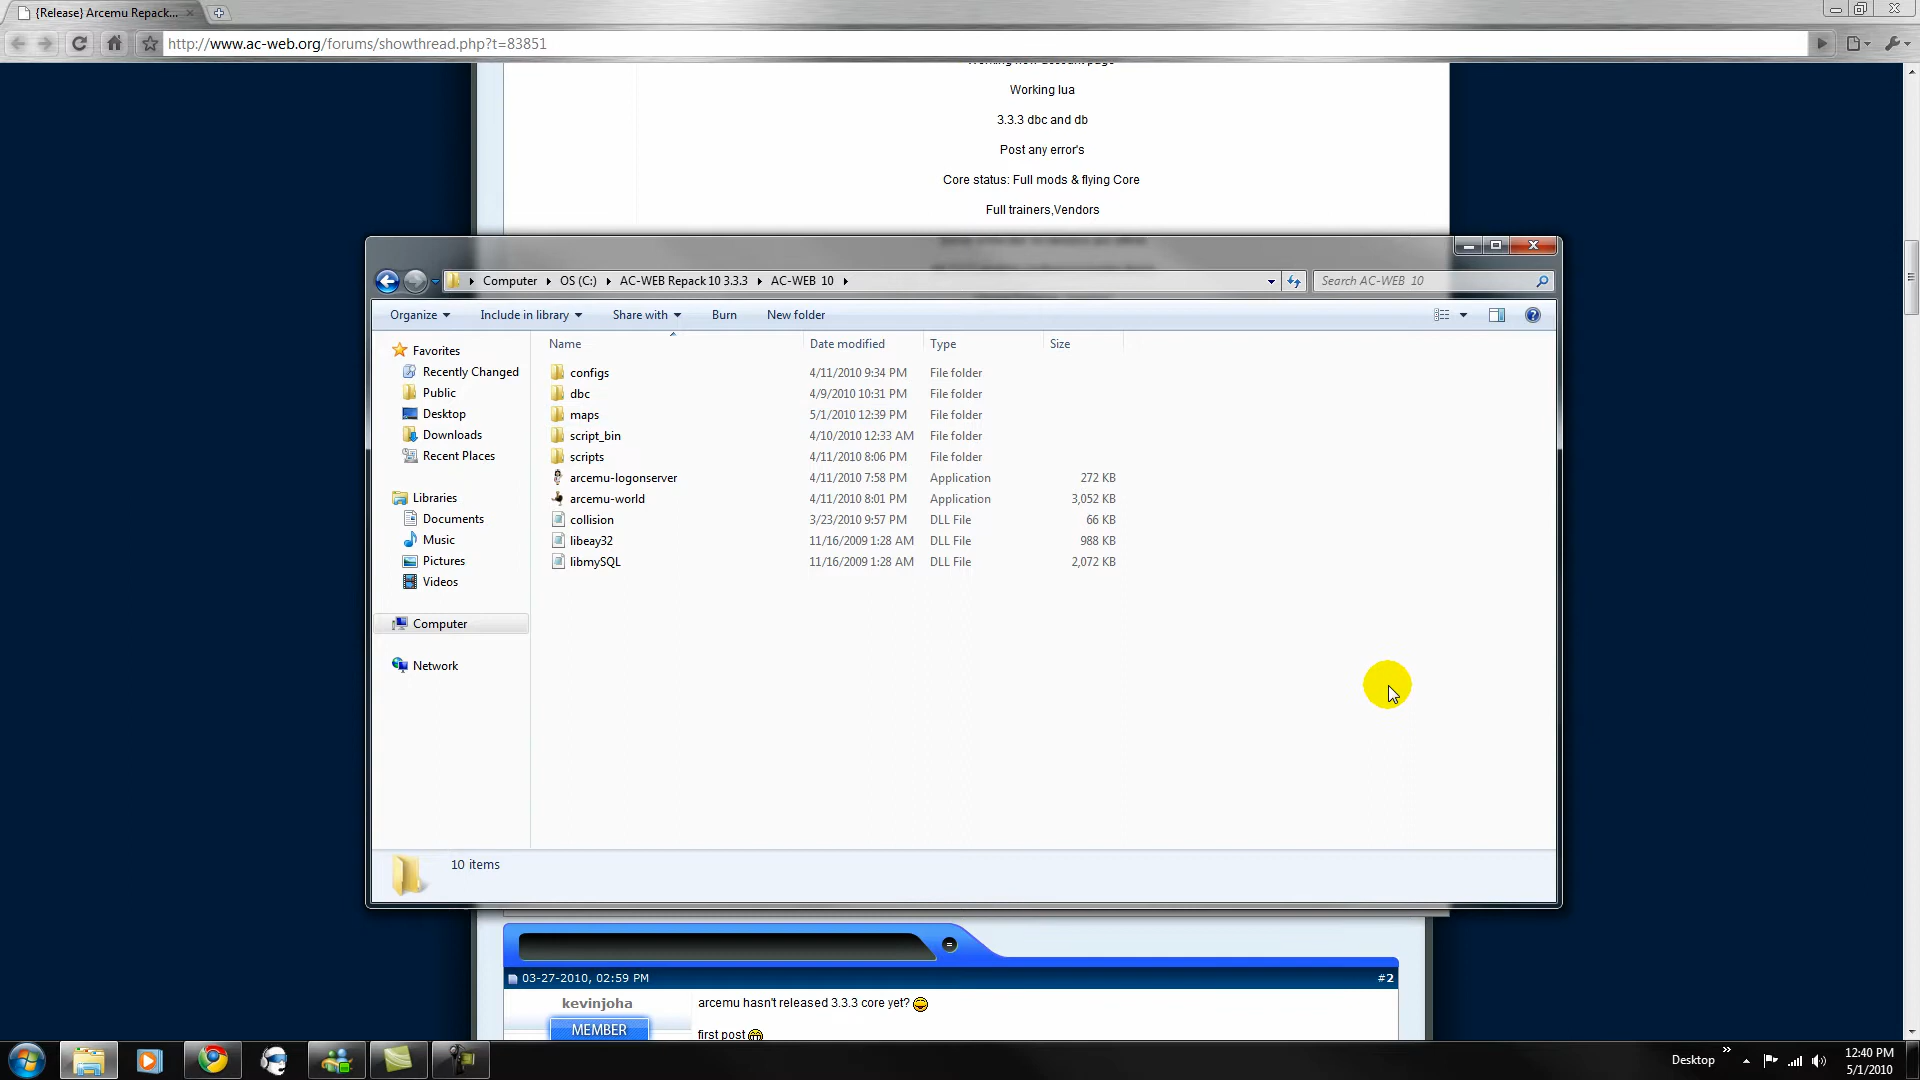 {Release} Arcemu Repack...
http://www.ac-web.org/forums/showthread.php?t=83851
Working lua
3.3.3 dbc and db
Post any error's
Core status: Full mods & flying Core
Full trainers,Vendors
Computer OS (C:) AC-WEB Repack 10 3.3.3 AC-WEB 10
Search AC-WEB 10
Organize Include in library Share with Burn New folder
Favorites
Recently Changed
Public
Desktop
Downloads
Recent Places
Libraries
Documents
Music
Pictures
Videos
Computer
Network
Name Date modified Type Size
configs 4/11/2010 9:34 PM File folder
dbc 4/9/2010 10:31 PM File folder
maps 5/1/2010 12:39 PM File folder
script_bin 4/10/2010 12:33 AM File folder
scripts 4/11/2010 8:06 PM File folder
arcemu-logonserver 4/11/2010 7:58 PM Application 272 KB
arcemu-world 4/11/2010 8:01 PM Application 3,052 KB
collision 3/23/2010 9:57 PM DLL File 66 KB
libeay32 11/16/2009 1:28 AM DLL File 988 KB
libmySQL 11/16/2009 1:28 AM DLL File 2,072 KB
10 items
03-27-2010, 02:59 PM #2
kevinjoha
MEMBER
arcemu hasn't released 3.3.3 core yet?
first post
Desktop
12:40 PM
5/1/2010